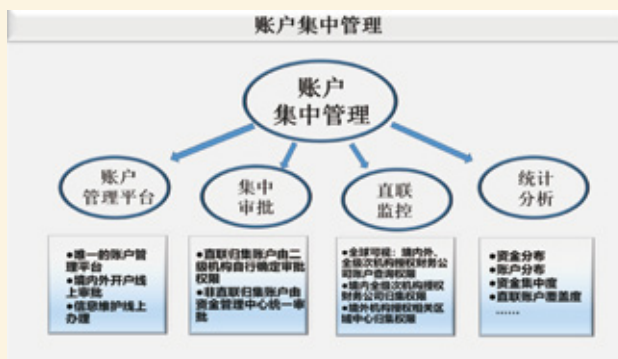 账户集中管理
账户
集中管理
账户
管理平台
集中
审批
直联
监控
统计
分析
●唯一的账户管
理平台
●境内外开户线
上审批
●信息维护线上
办理
●直联归集账户由二
级机构自行确定审批
权限
●非直联归集账户由
资金管理中心统一审
批
●全球可视：境内外、
全级次机构授权财务公
司账户查询权限
●境内全级次机构授权
财务公司归集权限
●境外机构授权相关区
域中心归集权限
●资金分布
●账户分布
●资金集中度
●直联账户覆盖度
……